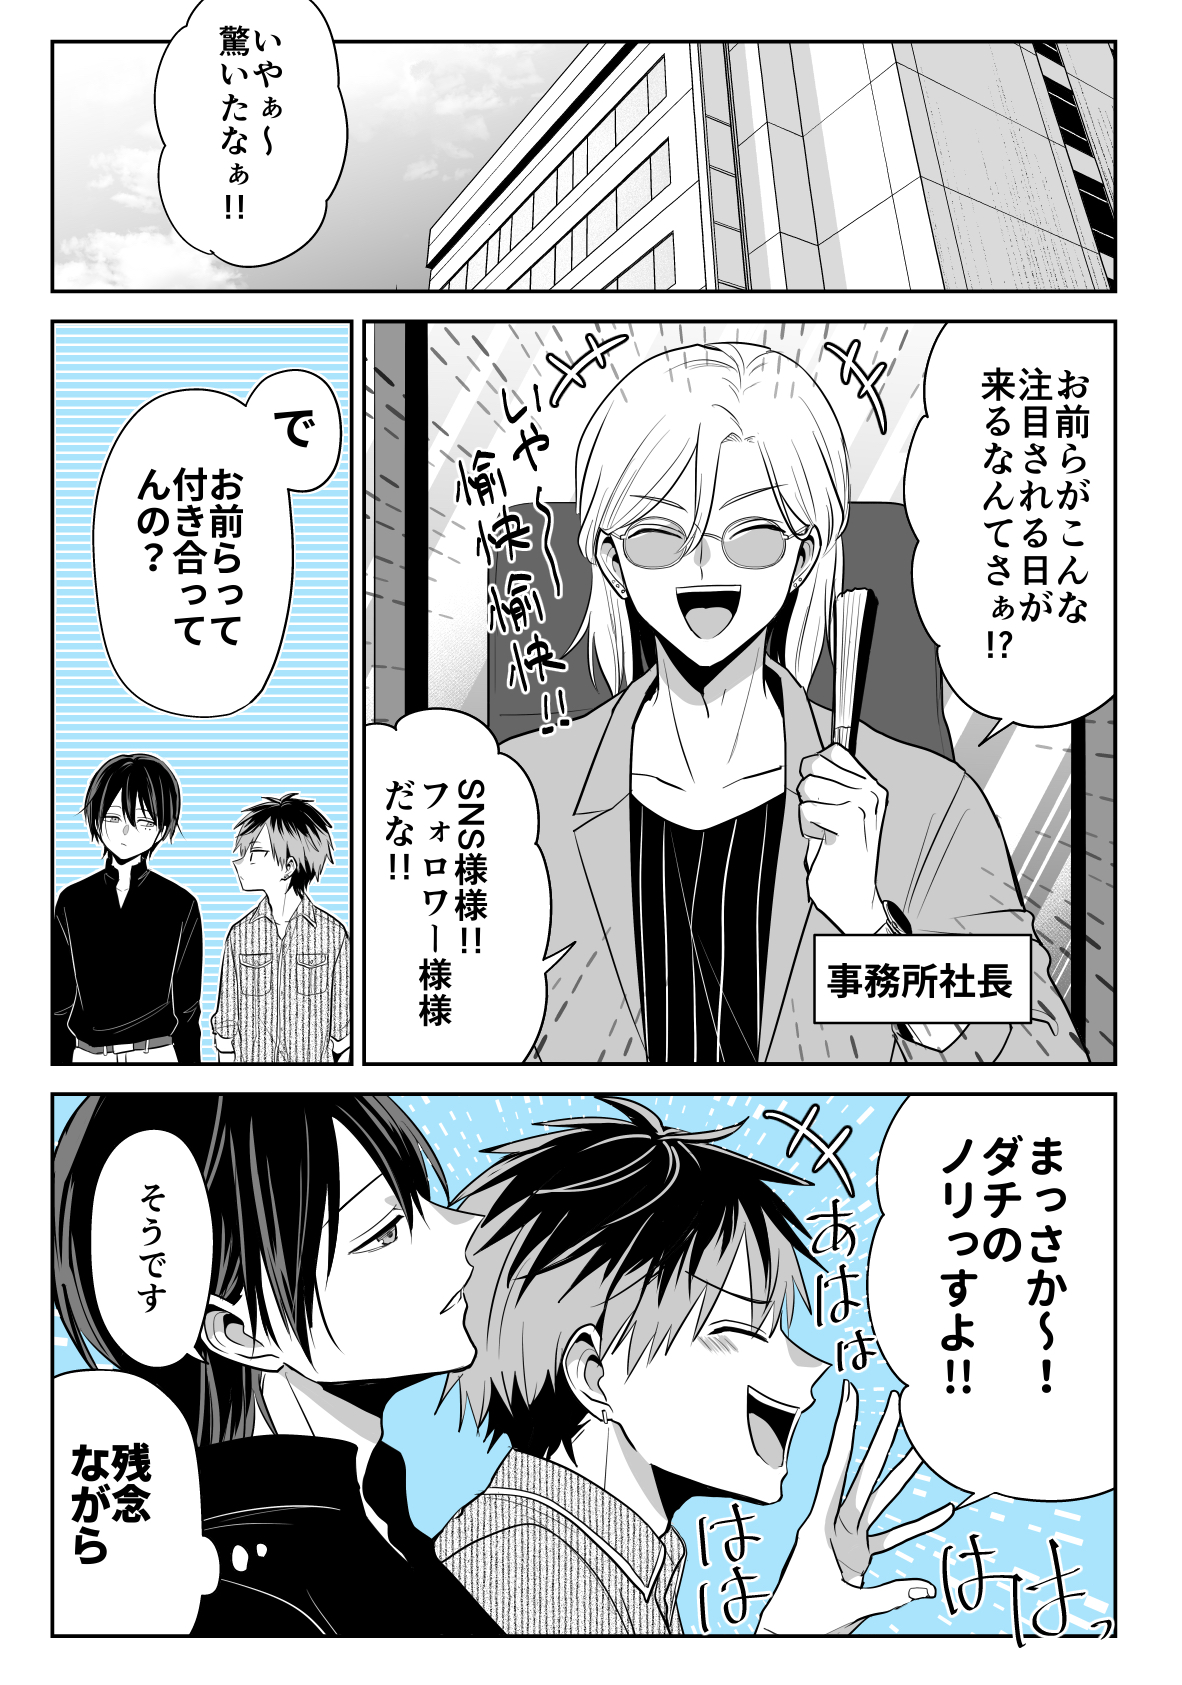 いやぁ～
驚いたなぁ!!
お前らがこんな
注目される日が
来るなんてさぁ!?
いや～～
愉快愉快!!
SNS様様!!
フォロワー様様
だな!!
事務所社長
で
お前らって
付き合って
んの？
まっさか～！
ダチの
ノリっすよ!!
あはは
はは
ははっ
そうです
残念
ながら